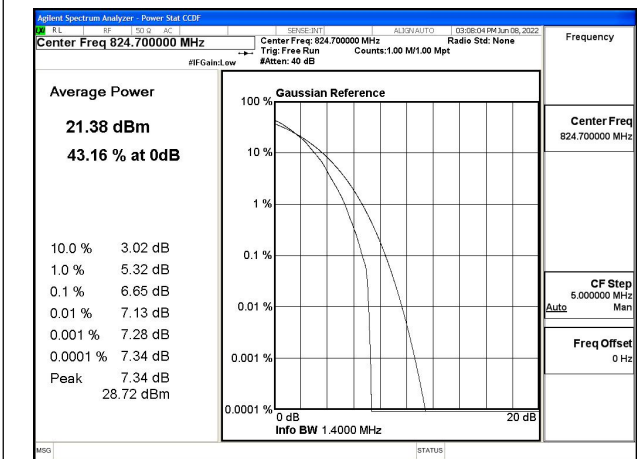 Agilent Spectrum Analyzer - Power Stat CCDF
RL RF 50 Ω AC SENSE:INT ALIGNAUTO 03:08:04 PM Jun 08, 2022
Center Freq 824.700000 MHz
Center Freq: 824.700000 MHz Radio Std: None
Trig: Free Run Counts:1.00 M/1.00 Mpt
#IFGain:Low #Atten: 40 dB
Frequency
Average Power
21.38 dBm
43.16 % at 0dB
10.0 % 3.02 dB
1.0 % 5.32 dB
0.1 % 6.65 dB
0.01 % 7.13 dB
0.001 % 7.28 dB
0.0001 % 7.34 dB
Peak 7.34 dB
28.72 dBm
Gaussian Reference
100 %
10 %
1 %
0.1 %
0.01 %
0.001 %
0.0001 %
0 dB 20 dB
Info BW 1.4000 MHz
Center Freq
824.700000 MHz
CF Step
5.000000 MHz
Auto Man
Freq Offset
0 Hz
MSG STATUS